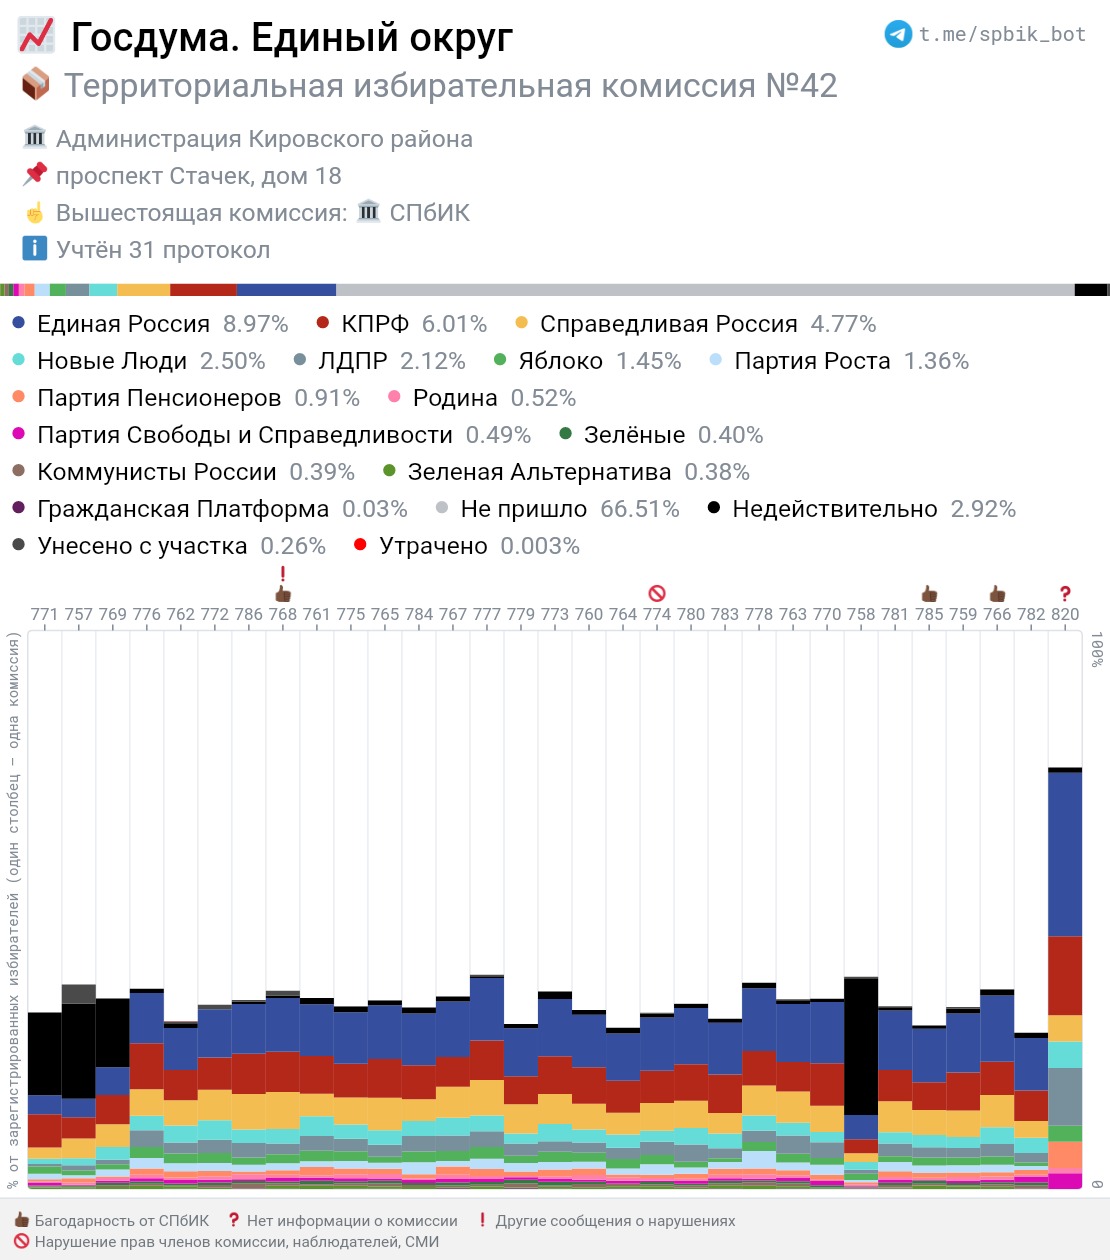 Госдума. Единый округ
t.me/spbik_bot
Территориальная избирательная комиссия №42
Администрация Кировского района
проспект Стачек, дом 18
Вышестоящая комиссия: СПбИК
Учтён 31 протокол
Единая Россия 8.97% КПРФ 6.01% Справедливая Россия 4.77%
Новые Люди 2.50% ЛДПР 2.12% Яблоко 1.45% Партия Роста 1.36%
Партия Пенсионеров 0.91% Родина 0.52%
Партия Свободы и Справедливости 0.49% Зелёные 0.40%
Коммунисты России 0.39% Зеленая Альтернатива 0.38%
Гражданская Платформа 0.03% Не пришло 66.51% Недействительно 2.92%
Унесено с участка 0.26% Утрачено 0.003%
771 757 769 776 762 772 786 768 761 775 765 784 767 777 779 773 760 764 774 780 783 778 763 770 758 781 785 759 766 782 820
% от зарегистрированных избирателей (один столбец – одна комиссия)
100%
0
Багодарность от СПбИК ? Нет информации о комиссии ! Другие сообщения о нарушениях
Нарушение прав членов комиссии, наблюдателей, СМИ